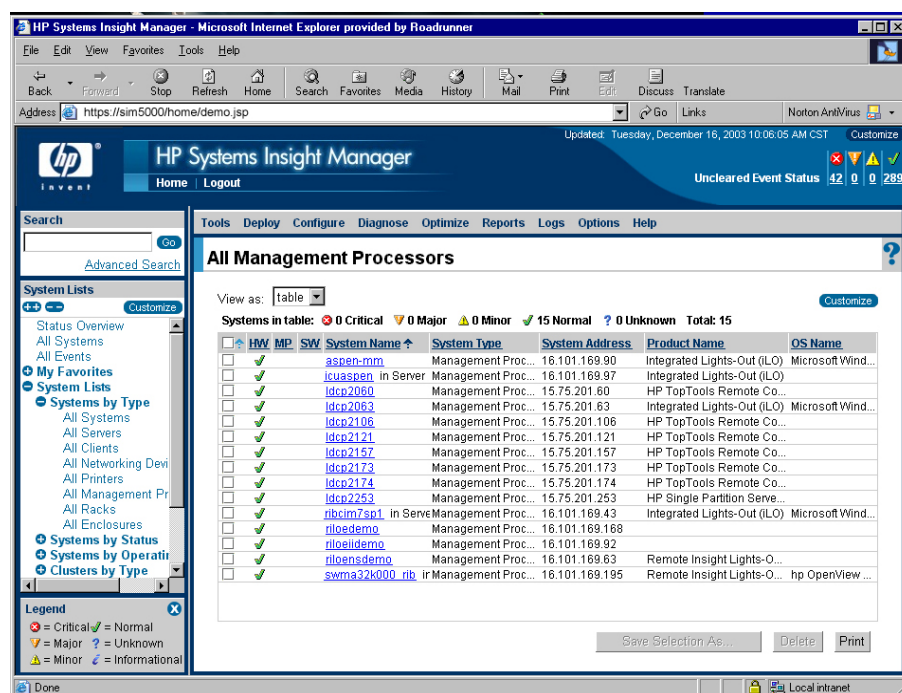 HP Systems Insight Manager - Microsoft Internet Explorer provided by Roadrunner
File Edit View Favorites Tools Help
Back Forward Stop Refresh Home Search Favorites Media History Mail Print Edit Discuss Translate
Address https://sim5000/home/demo.jsp Go Links Norton AntiVirus
Updated: Tuesday, December 16, 2003 10:06:05 AM CST Customize
hp
invent
HP Systems Insight Manager
Home | Logout
Uncleared Event Status 42 0 0 289
Search
Go
Advanced Search
System Lists
Customize
Status Overview
All Systems
All Events
My Favorites
System Lists
Systems by Type
All Systems
All Servers
All Clients
All Networking Devi
All Printers
All Management Pr
All Racks
All Enclosures
Systems by Status
Systems by Operatin
Clusters by Type
Legend
= Critical = Normal
= Major ? = Unknown
= Minor i = Informational
Tools Deploy Configure Diagnose Optimize Reports Logs Options Help
All Management Processors ?
View as: table Customize
Systems in table: 0 Critical 0 Major 0 Minor 15 Normal ? 0 Unknown Total: 15
HW MP SW System Name System Type System Address Product Name OS Name
aspen-mm Management Proc... 16.101.169.90 Integrated Lights-Out (iLO) Microsoft Wind...
icuaspen in Server Management Proc... 16.101.169.97 Integrated Lights-Out (iLO)
ldcp2060 Management Proc... 15.75.201.60 HP TopTools Remote Co...
ldcp2063 Management Proc... 15.75.201.63 Integrated Lights-Out (iLO) Microsoft Wind...
ldcp2106 Management Proc... 15.75.201.106 HP TopTools Remote Co...
ldcp2121 Management Proc... 15.75.201.121 HP TopTools Remote Co...
ldcp2157 Management Proc... 15.75.201.157 HP TopTools Remote Co...
ldcp2173 Management Proc... 15.75.201.173 HP TopTools Remote Co...
ldcp2174 Management Proc... 15.75.201.174 HP TopTools Remote Co...
ldcp2253 Management Proc... 15.75.201.253 HP Single Partition Serve...
ribcim7sp1 in Serve Management Proc... 16.101.169.43 Integrated Lights-Out (iLO) Microsoft Wind...
riloedemo Management Proc... 16.101.169.168
riloeiidemo Management Proc... 16.101.169.92
riloensdemo Management Proc... 16.101.169.63 Remote Insight Lights-O...
swma32k000_rib ir Management Proc... 16.101.169.195 Remote Insight Lights-O... hp OpenView ...
Save Selection As... Delete Print
Done Local intranet